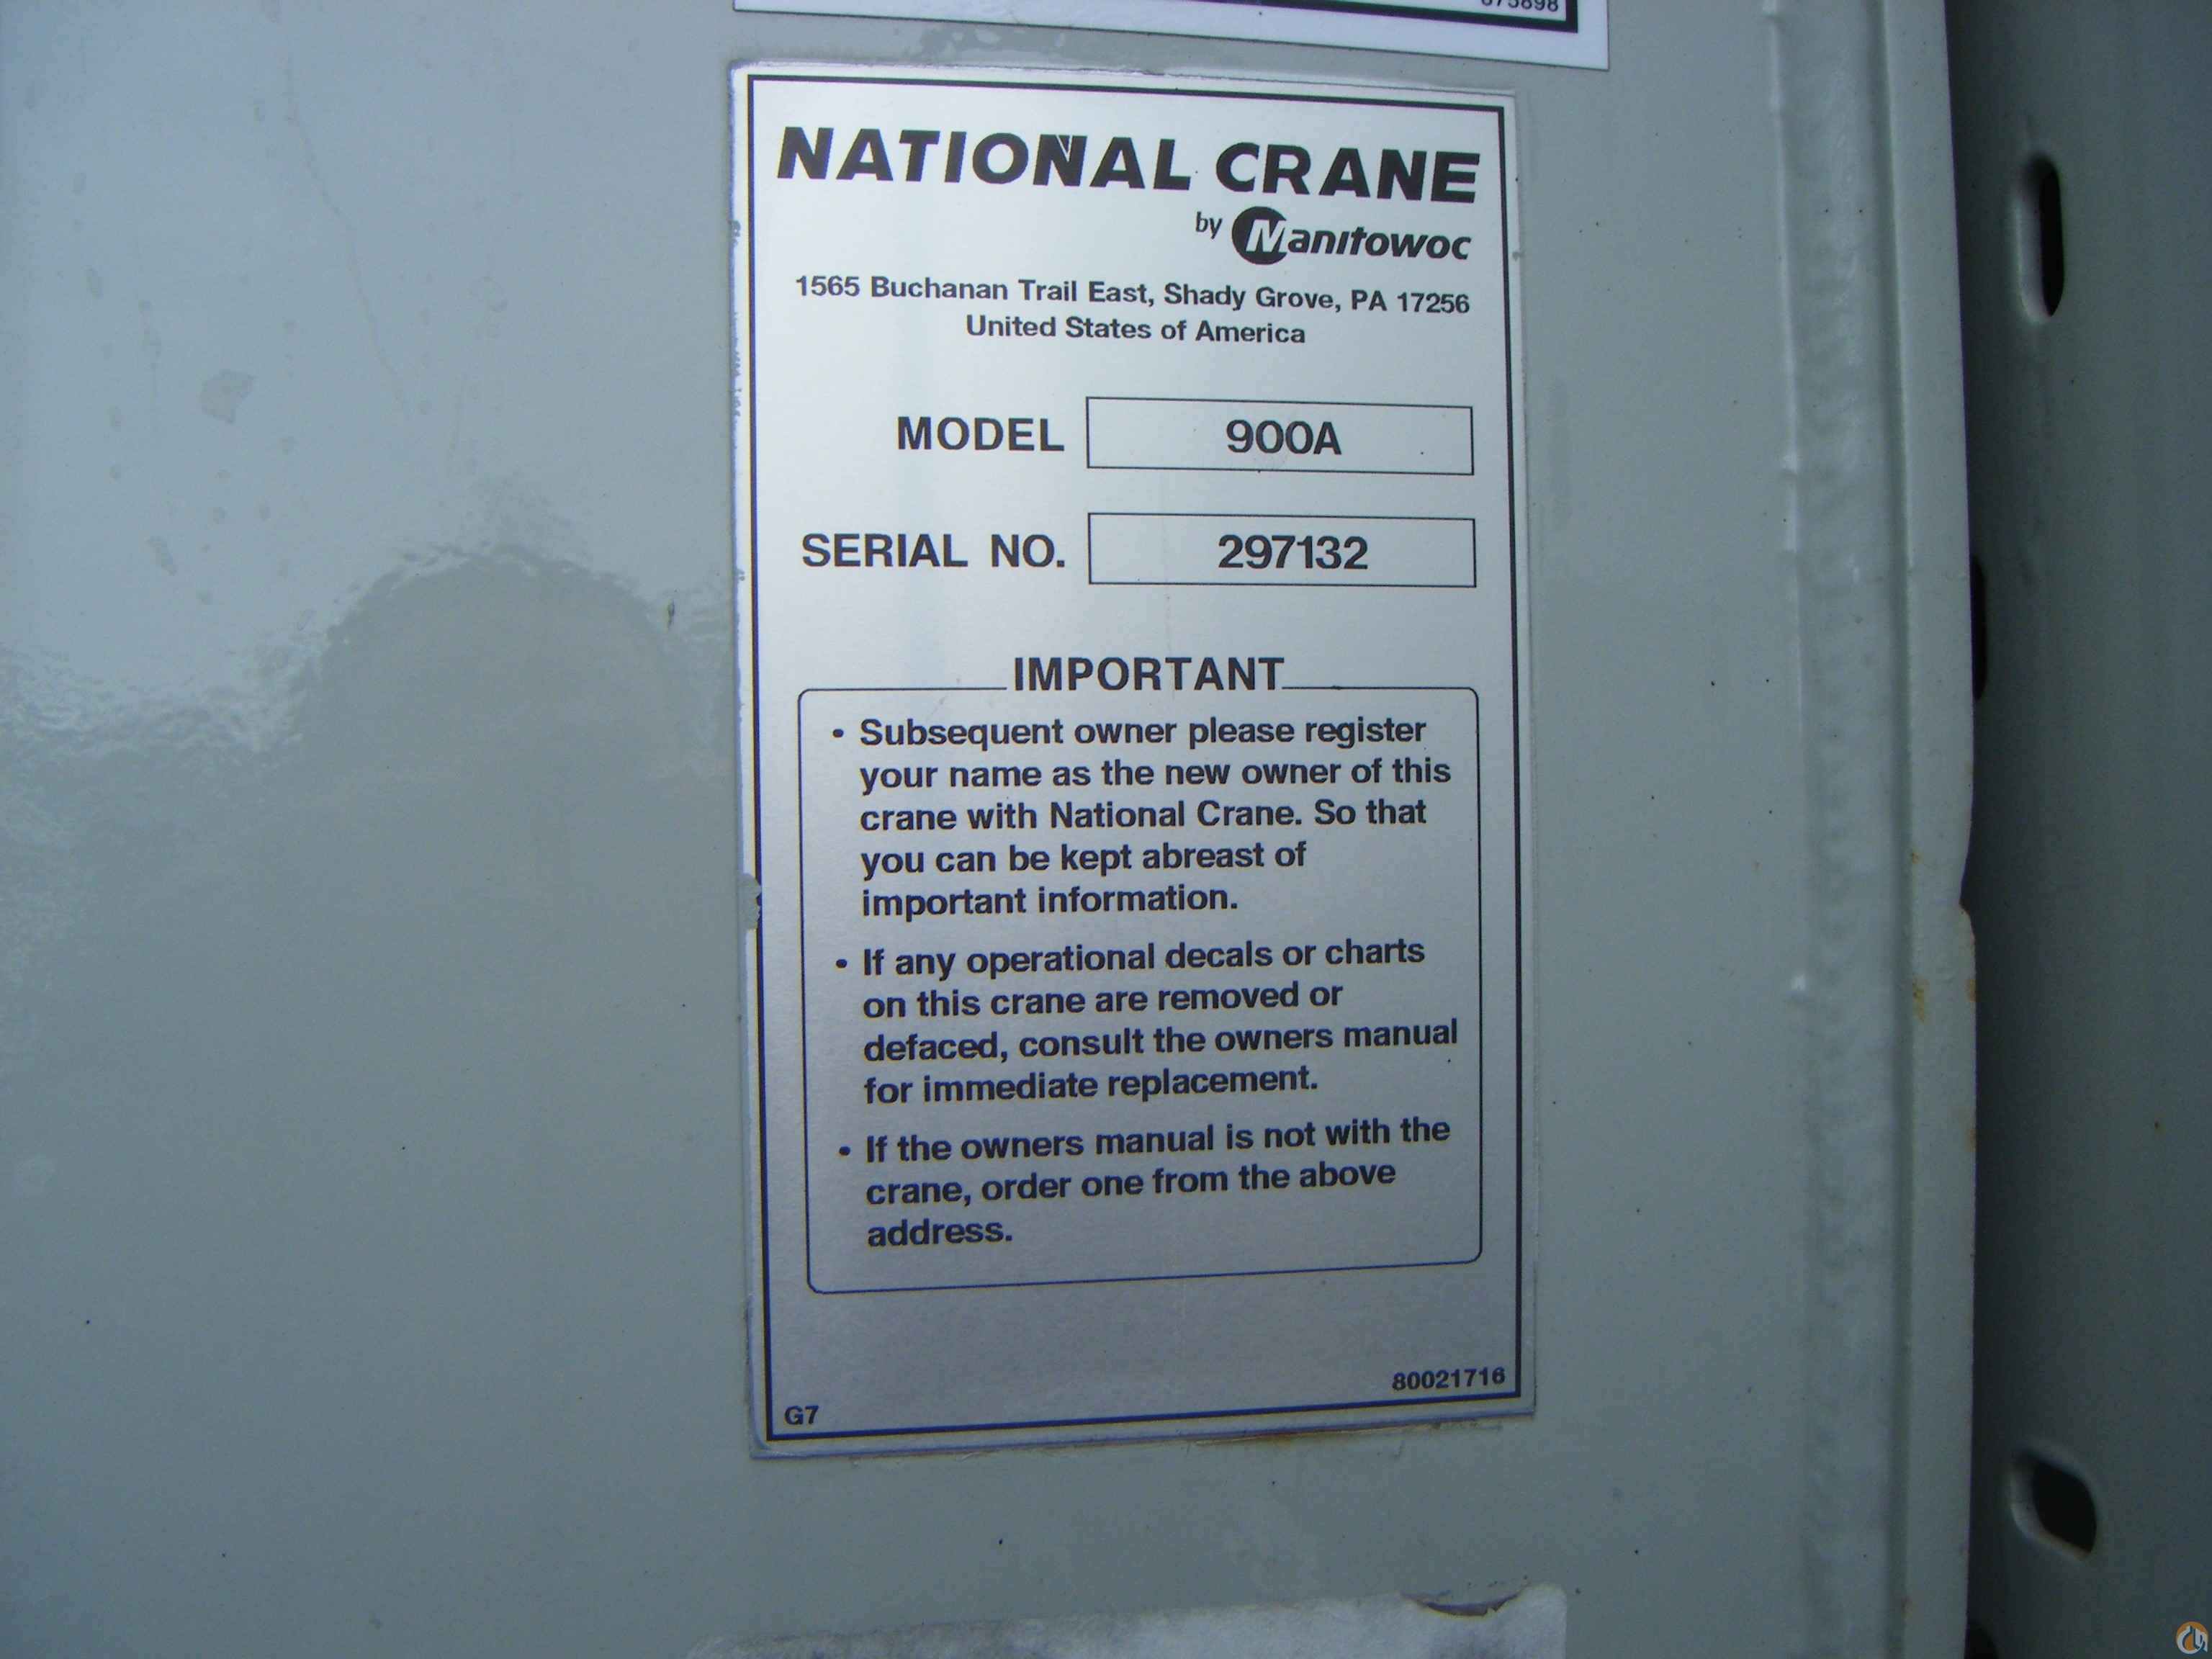 NATIONAL CRANE
by Manitowoc
1565 Buchanan Trail East, Shady Grove, PA 17256
United States of America
MODEL 900A
SERIAL NO. 297132
IMPORTANT
• Subsequent owner please register
your name as the new owner of this
crane with National Crane. So that
you can be kept abreast of
important information.
• If any operational decals or charts
on this crane are removed or
defaced, consult the owners manual
for immediate replacement.
• If the owners manual is not with the
crane, order one from the above
address.
80021716
G7